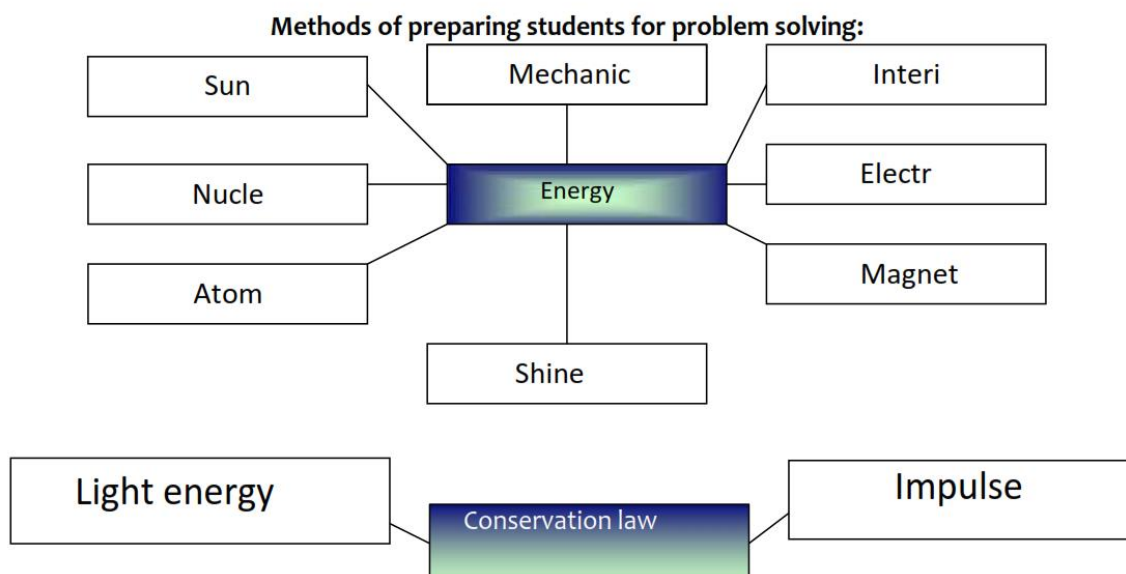 Methods of preparing students for problem solving:
Sun
Mechanic
Interi
Nucle
Energy
Electr
Atom
Magnet
Shine
Light energy
Conservation law
Impulse